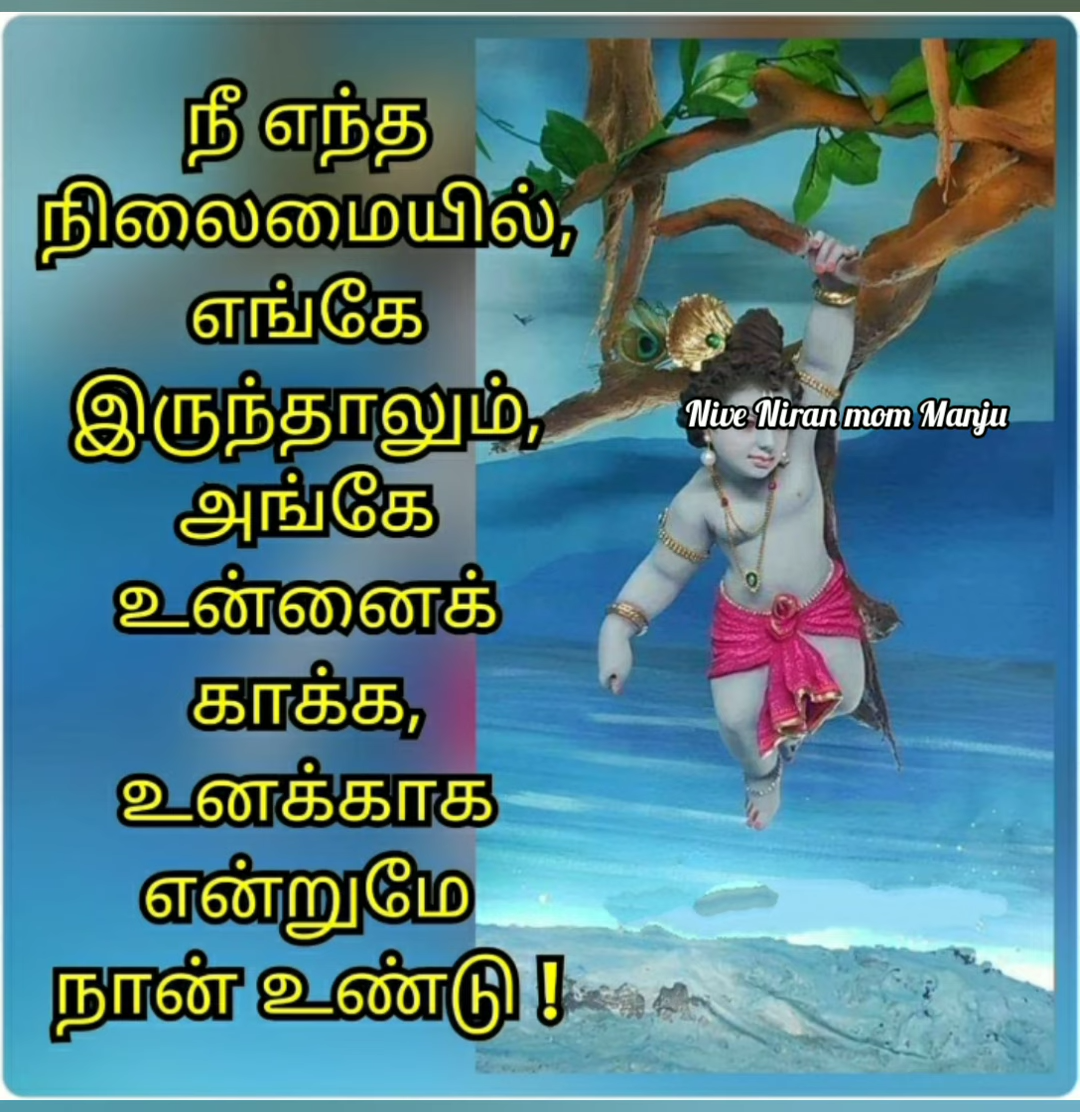 நீ எந்த
நிலைமையில்,
எங்கே
இருந்தாலும்,
அங்கே
உன்னைக்
காக்க,
உனக்காக
என்றுமே
நான் உண்டு !
Nive Niran mom Manju